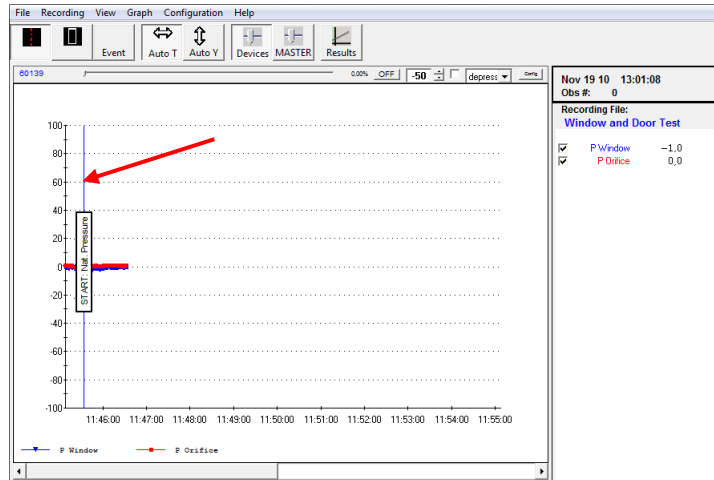 File Recording View Graph Configuration Help
Event Auto T Auto Y Devices MASTER Results
60139 0,00% OFF -50 depress Config
Nov 19 10 13:01:08
Obs #: 0
Recording File:
Window and Door Test
P Window -1,0
P Orifice 0,0
100
80
60
40
20
0
-20
-40
-60
-80
-100
START: Nat. Pressure
11:46:00 11:47:00 11:48:00 11:49:00 11:50:00 11:51:00 11:52:00 11:53:00 11:54:00 11:55:00
P Window P Orifice